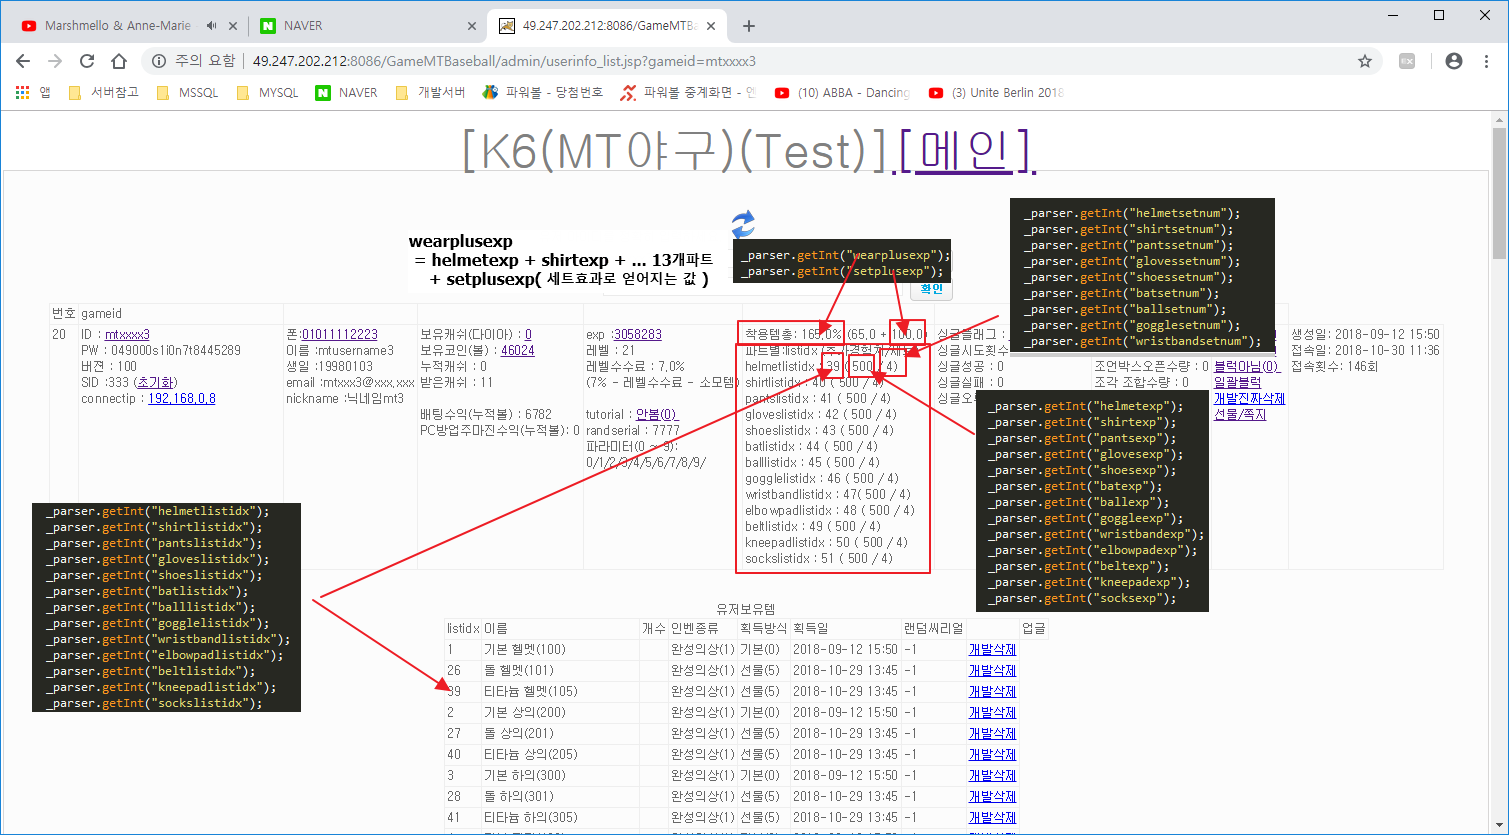 Marshmello & Anne-Marie
NAVER
49.247.202.212:8086/GameMTBa
주의 요함
49.247.202.212:8086/GameMTBaseball/admin/userinfo_list.jsp?gameid=mtxxxx3
앱
서버참고
MSSQL
MYSQL
NAVER
개발서버
파워볼 - 당첨번호
파워볼 중계화면 -
(10) ABBA - Dancing
(3) Unite Berlin 2018
[K6(MT야구)(Test)] [메인]
wearplusexp
= helmetexp + shirtexp + ... 13개파트
+ setplusexp( 세트효과로 얻어지는 값 )
_parser.getInt("wearplusexp");
_parser.getInt("setplusexp");
확인
_parser.getInt("helmetsetnum");
_parser.getInt("shirtsetnum");
_parser.getInt("pantssetnum");
_parser.getInt("glovessetnum");
_parser.getInt("shoessetnum");
_parser.getInt("batsetnum");
_parser.getInt("ballsetnum");
_parser.getInt("gogglesetnum");
_parser.getInt("wristbandsetnum");
번호
gameid
20
ID : mtxxxx3
PW : 049000s1i0n7t8445289
버젼 : 100
SID :333 (초기화)
connectip : 192.168.0.8
폰:01011112223
이름 :mtusername3
생일 :19980103
email :mtxxx3@xxx.xxx
nickname :닉네임mt3
보유캐쉬(다이아) : 0
보유코인(볼) : 46024
누적캐쉬 : 0
받은캐쉬 : 11
배팅수익(누적볼) : 6782
PC방업주마진수익(누적볼): 0
exp :3058283
레벨 : 21
레벨수수료 : 7.0%
(7% - 레벨수수료 - 소모템)
tutorial : 안봄(0)
randserial : 7777
파라미터(0 ~ 9):
0/1/2/3/4/5/6/7/8/9/
착용템총: 165.0% (65.0 + 100.0)
파트별:listidx
helmetlistidx : 39 ( 500 / 4)
shirtlistidx : 40 ( 500 / 4)
pantslistidx : 41 ( 500 / 4)
gloveslistidx : 42 ( 500 / 4)
shoeslistidx : 43 ( 500 / 4)
batlistidx : 44 ( 500 / 4)
balllistidx : 45 ( 500 / 4)
gogglelistidx : 46 ( 500 / 4)
wristbandlistidx : 47( 500 / 4)
elbowpadlistidx : 48 ( 500 / 4)
beltlistidx : 49 ( 500 / 4)
kneepadlistidx : 50 ( 500 / 4)
sockslistidx : 51 ( 500 / 4)
싱글플래그 :
싱글시도횟수
싱글성공 : 0
싱글실패 : 0
싱글오
조언박스오픈수량 : 0
조각 조합수량 : 0
블럭아님(0)
일괄블럭
개발진짜삭제
선물/쪽지
생성일: 2018-09-12 15:50
접속일: 2018-10-30 11:36
접속횟수: 146회
_parser.getInt("helmetexp");
_parser.getInt("shirtexp");
_parser.getInt("pantsexp");
_parser.getInt("glovesexp");
_parser.getInt("shoesexp");
_parser.getInt("batexp");
_parser.getInt("ballexp");
_parser.getInt("goggleexp");
_parser.getInt("wristbandexp");
_parser.getInt("elbowpadexp");
_parser.getInt("beltexp");
_parser.getInt("kneepadexp");
_parser.getInt("socksexp");
_parser.getInt("helmetlistidx");
_parser.getInt("shirtlistidx");
_parser.getInt("pantslistidx");
_parser.getInt("gloveslistidx");
_parser.getInt("shoeslistidx");
_parser.getInt("batlistidx");
_parser.getInt("balllistidx");
_parser.getInt("gogglelistidx");
_parser.getInt("wristbandlistidx");
_parser.getInt("elbowpadlistidx");
_parser.getInt("beltlistidx");
_parser.getInt("kneepadlistidx");
_parser.getInt("sockslistidx");
유저보유템
listidx 이름 개수 인벤종류 획득방식 획득일 랜덤씨리얼 업글
1 기본 헬멧(100) 완성의상(1) 기본(0) 2018-09-12 15:50 -1 개발삭제
26 돌 헬멧(101) 완성의상(1) 선물(5) 2018-10-29 13:45 -1 개발삭제
39 티타늄 헬멧(105) 완성의상(1) 선물(5) 2018-10-29 13:45 -1 개발삭제
2 기본 상의(200) 완성의상(1) 기본(0) 2018-09-12 15:50 -1 개발삭제
27 돌 상의(201) 완성의상(1) 선물(5) 2018-10-29 13:45 -1 개발삭제
40 티타늄 상의(205) 완성의상(1) 선물(5) 2018-10-29 13:45 -1 개발삭제
3 기본 하의(300) 완성의상(1) 기본(0) 2018-09-12 15:50 -1 개발삭제
28 돌 하의(301) 완성의상(1) 선물(5) 2018-10-29 13:45 -1 개발삭제
41 티타늄 하의(305) 완성의상(1) 선물(5) 2018-10-29 13:45 -1 개발삭제